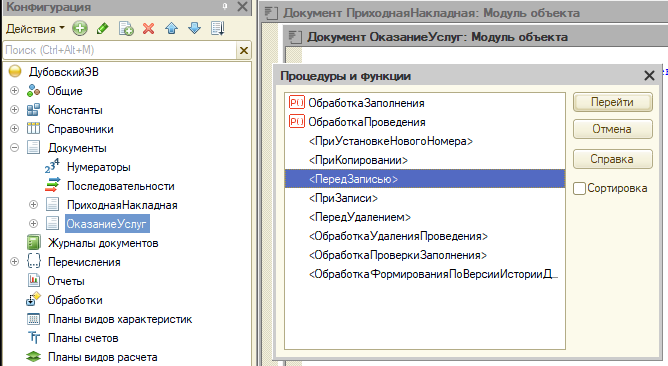 Конфигурация
Действия
Поиск (Ctrl+Alt+M)
ДубовскийЭВ
Общие
Константы
Справочники
Документы
Нумераторы
Последовательности
ПриходнаяНакладная
ОказаниеУслуг
Журналы документов
Перечисления
Отчеты
Обработки
Планы видов характеристик
Планы счетов
Планы видов расчета
Документ ПриходнаяНакладная: Модуль объекта
Документ ОказаниеУслуг: Модуль объекта
Процедуры и функции
ОбработкаЗаполнения
ОбработкаПроведения
<ПриУстановкеНовогоНомера>
<ПриКопировании>
<ПередЗаписью>
<ПриЗаписи>
<ПередУдалением>
<ОбработкаУдаленияПроведения>
<ОбработкаПроверкиЗаполнения>
<ОбработкаФормированияПоВерсииИсторииД...
Перейти
Отмена
Справка
Сортировка